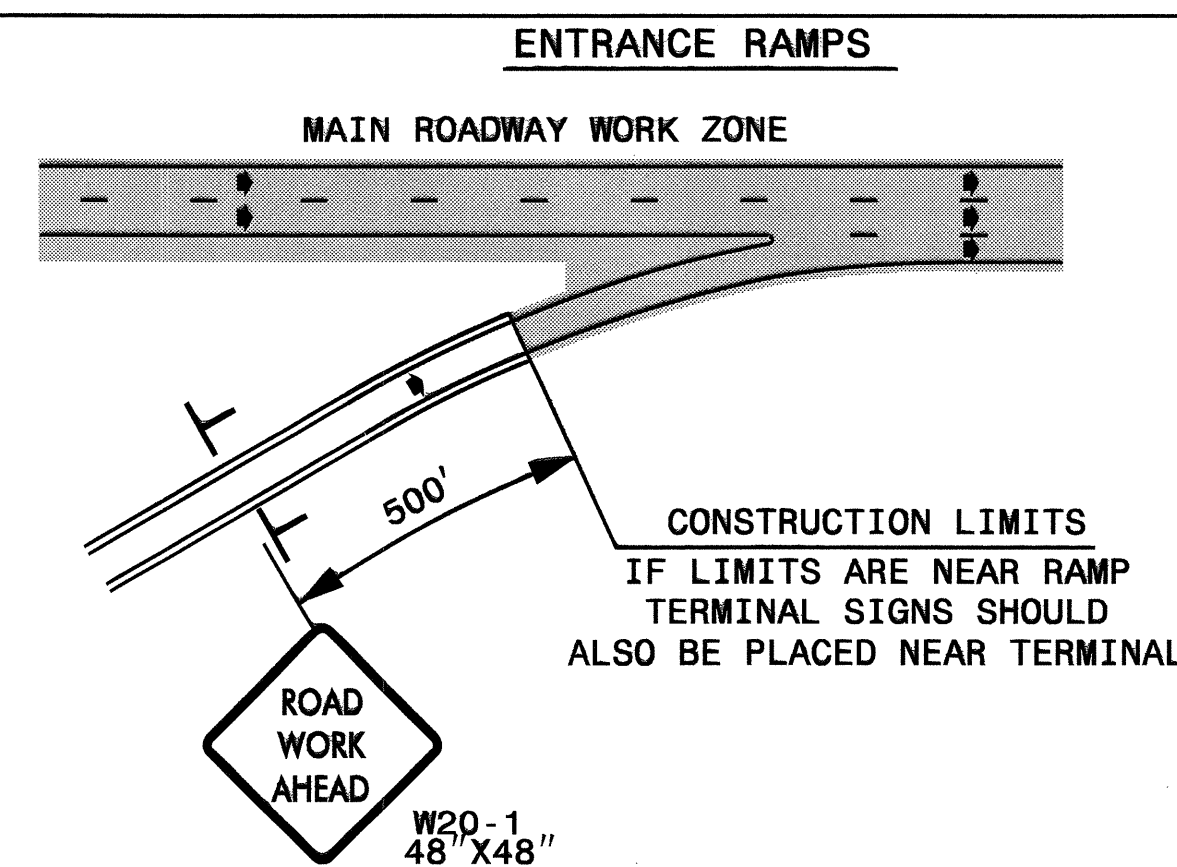 ENTRANCE RAMPS
MAIN ROADWAY WORK ZONE
500'
CONSTRUCTION LIMITS
IF LIMITS ARE NEAR RAMP
TERMINAL SIGNS SHOULD
ALSO BE PLACED NEAR TERMINAL
ROAD
WORK
AHEAD
W20-1
48"X48"